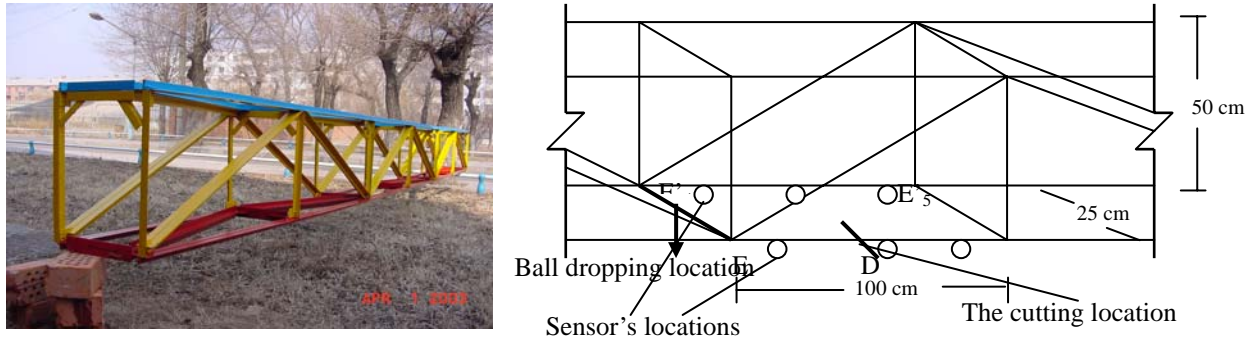 APR 1 2003
50 cm
E'5
25 cm
Ball dropping location
E
D
100 cm
The cutting location
Sensor's locations